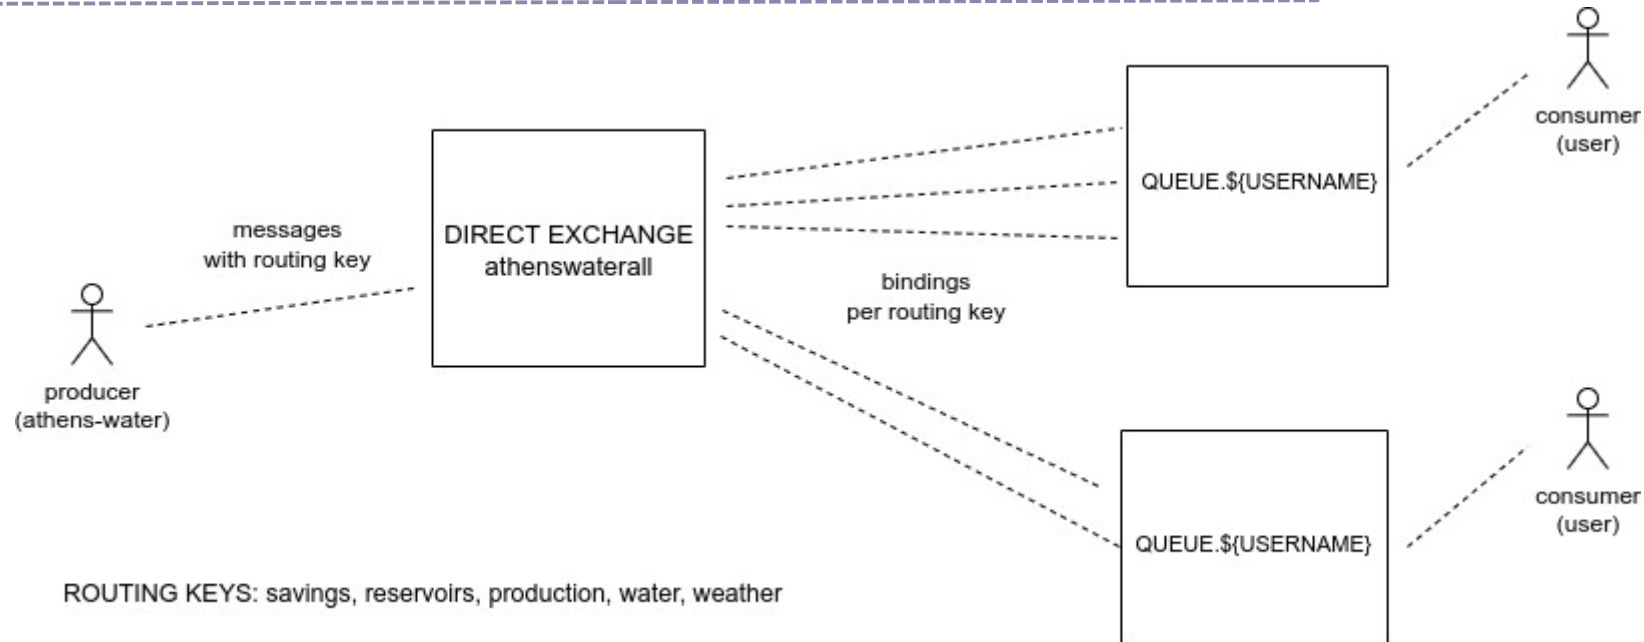 consumer
(user)
QUEUE.${USERNAME}
messages
with routing key
DIRECT EXCHANGE
athenswaterall
bindings
per routing key
producer
(athens-water)
consumer
(user)
QUEUE.${USERNAME}
ROUTING KEYS: savings, reservoirs, production, water, weather